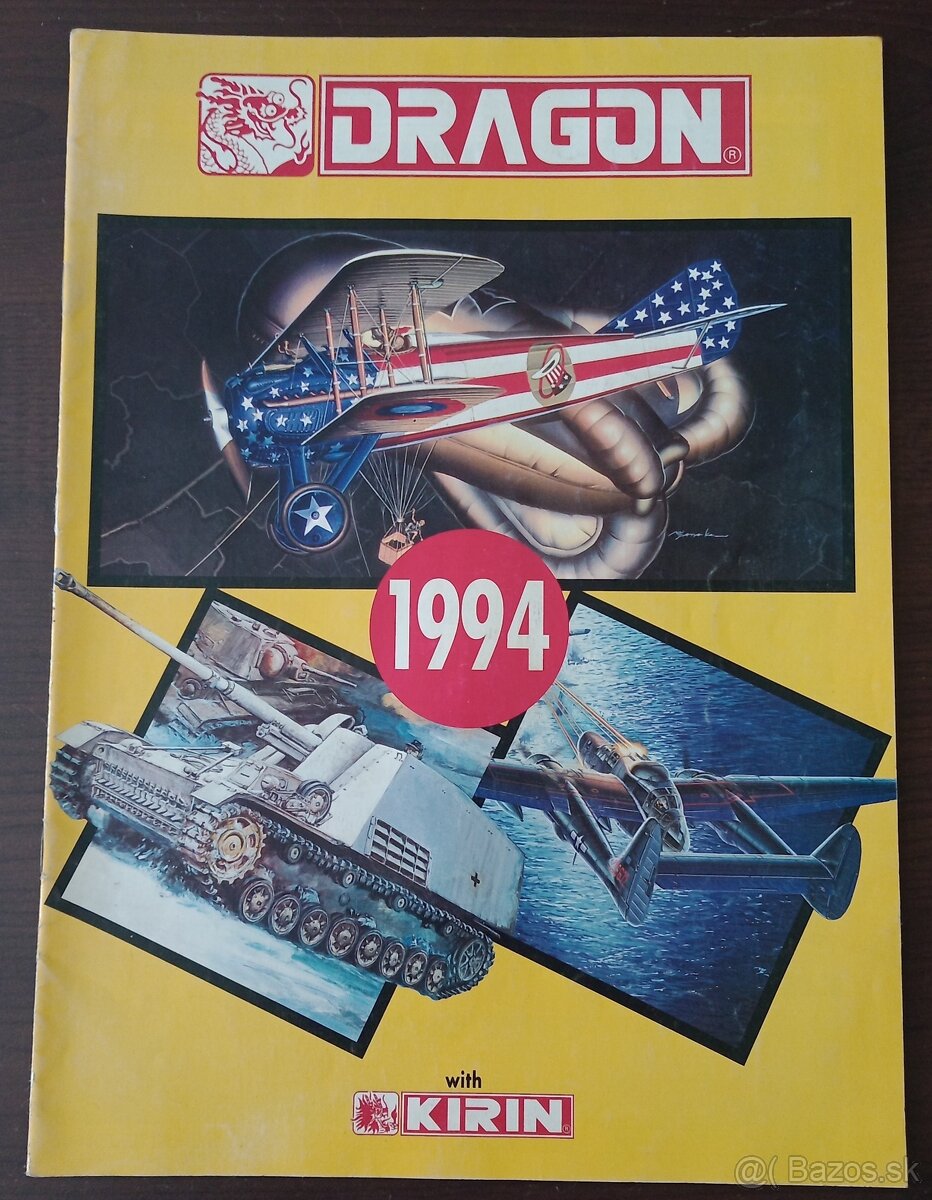 DRAGON®
1994
with
KIRIN®
@( Bazos.sk